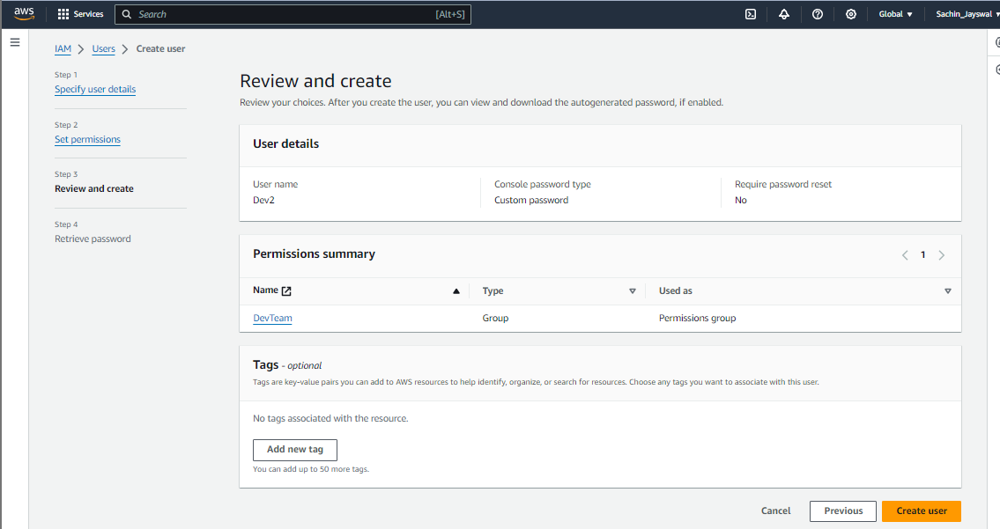 aws Services Search [Alt+S] Global Sachin_Jayswal
IAM Users Create user
Step 1
Specify user details
Step 2
Set permissions
Step 3
Review and create
Step 4
Retrieve password
Review and create
Review your choices. After you create the user, you can view and download the autogenerated password, if enabled.
User details
User name Console password type Require password reset
Dev2 Custom password No
Permissions summary 1
Name Type Used as
DevTeam Group Permissions group
Tags - optional
Tags are key-value pairs you can add to AWS resources to help identify, organize, or search for resources. Choose any tags you want to associate with this user.
No tags associated with the resource.
Add new tag
You can add up to 50 more tags.
Cancel Previous Create user